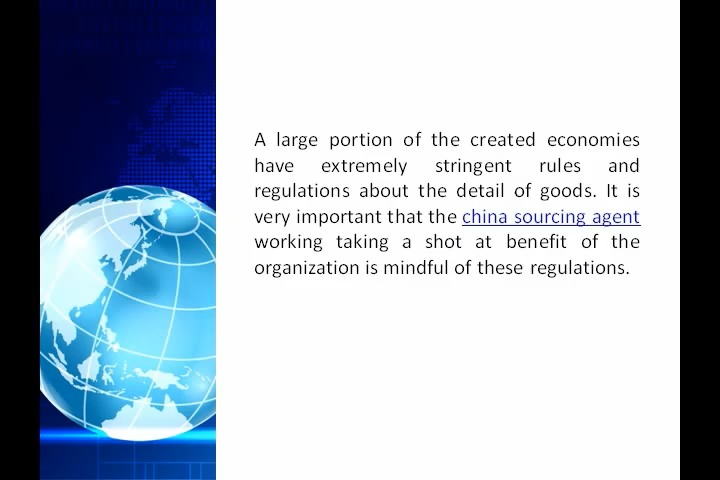 A large portion of the created economies
have extremely stringent rules and
regulations about the detail of goods. It is
very important that the china sourcing agent
working taking a shot at benefit of the
organization is mindful of these regulations.